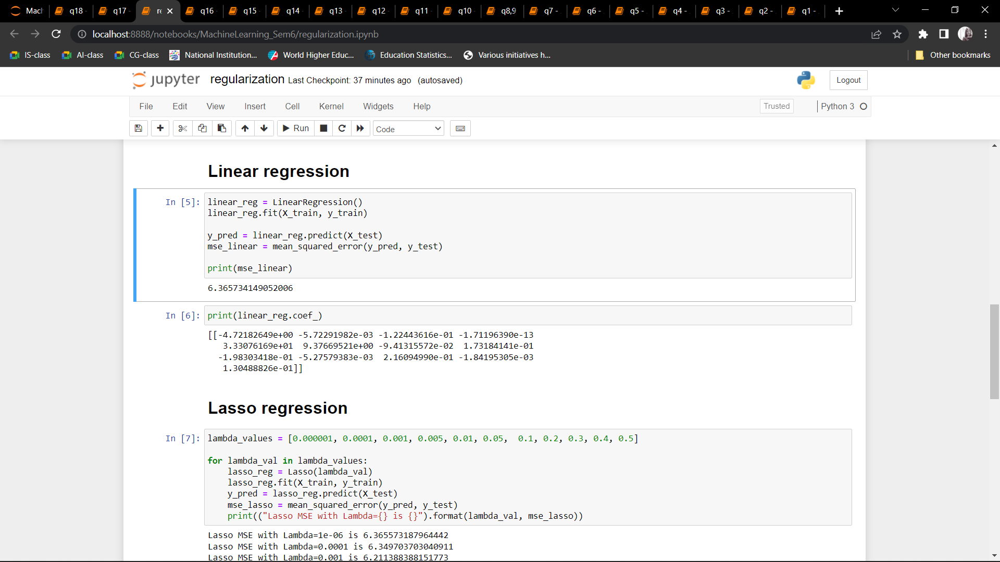 Mach
q18 -
q17 -
re
q16 -
q15 -
q14 -
q13 -
q12 -
q11 -
q10 -
q8,9
q7 -
q6 -
q5 -
q4 -
q3 -
q2 -
q1 -
localhost:8888/notebooks/MachineLearning_Sem6/regularization.ipynb
IS-class AI-class CG-class National Institution... World Higher Educ... Education Statistics... Various initiatives h... Other bookmarks
jupyter regularization Last Checkpoint: 37 minutes ago (autosaved) Logout
File Edit View Insert Cell Kernel Widgets Help Trusted Python 3
Run Code
Linear regression
In [5]: linear_reg = LinearRegression()
linear_reg.fit(X_train, y_train)
y_pred = linear_reg.predict(X_test)
mse_linear = mean_squared_error(y_pred, y_test)
print(mse_linear)
6.365734149052006
In [6]: print(linear_reg.coef_)
[[-4.72182649e+00 -5.72291982e-03 -1.22443616e-01 -1.71196390e-13
3.33076169e+01 9.37669521e+00 -9.41315572e-02 1.73184141e-01
-1.98303418e-01 -5.27579383e-03 2.16094990e-01 -1.84195305e-03
1.30488826e-01]]
Lasso regression
In [7]: lambda_values = [0.000001, 0.0001, 0.001, 0.005, 0.01, 0.05,  0.1, 0.2, 0.3, 0.4, 0.5]
for lambda_val in lambda_values:
lasso_reg = Lasso(lambda_val)
lasso_reg.fit(X_train, y_train)
y_pred = lasso_reg.predict(X_test)
mse_lasso = mean_squared_error(y_pred, y_test)
print(("Lasso MSE with Lambda={} is {}").format(lambda_val, mse_lasso))
Lasso MSE with Lambda=1e-06 is 6.365573187964442
Lasso MSE with Lambda=0.0001 is 6.349703703040911
Lasso MSE with Lambda=0.001 is 6.211388388151773